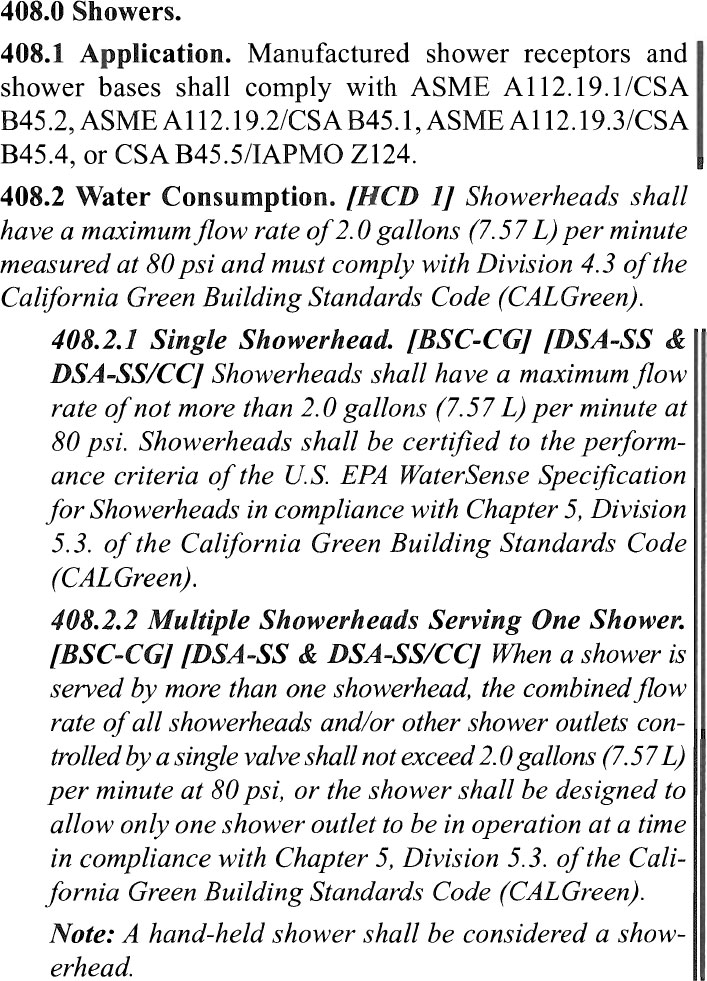 408.0 Showers.
408.1 Application. Manufactured shower receptors and
shower bases shall comply with ASME A112.19.1/CSA
B45.2, ASME A112.19.2/CSA B45.1, ASME A112.19.3/CSA
B45.4, or CSA B45.5/IAPMO Z124.
408.2 Water Consumption. [HCD 1] Showerheads shall
have a maximum flow rate of 2.0 gallons (7.57 L) per minute
measured at 80 psi and must comply with Division 4.3 of the
California Green Building Standards Code (CALGreen).
408.2.1 Single Showerhead. [BSC-CG] [DSA-SS &
DSA-SS/CC] Showerheads shall have a maximum flow
rate of not more than 2.0 gallons (7.57 L) per minute at
80 psi. Showerheads shall be certified to the perform-
ance criteria of the U.S. EPA WaterSense Specification
for Showerheads in compliance with Chapter 5, Division
5.3. of the California Green Building Standards Code
(CALGreen).
408.2.2 Multiple Showerheads Serving One Shower.
[BSC-CG] [DSA-SS & DSA-SS/CC] When a shower is
served by more than one showerhead, the combined flow
rate of all showerheads and/or other shower outlets con-
trolled by a single valve shall not exceed 2.0 gallons (7.57 L)
per minute at 80 psi, or the shower shall be designed to
allow only one shower outlet to be in operation at a time
in compliance with Chapter 5, Division 5.3. of the Cali-
fornia Green Building Standards Code (CALGreen).
Note: A hand-held shower shall be considered a show-
erhead.